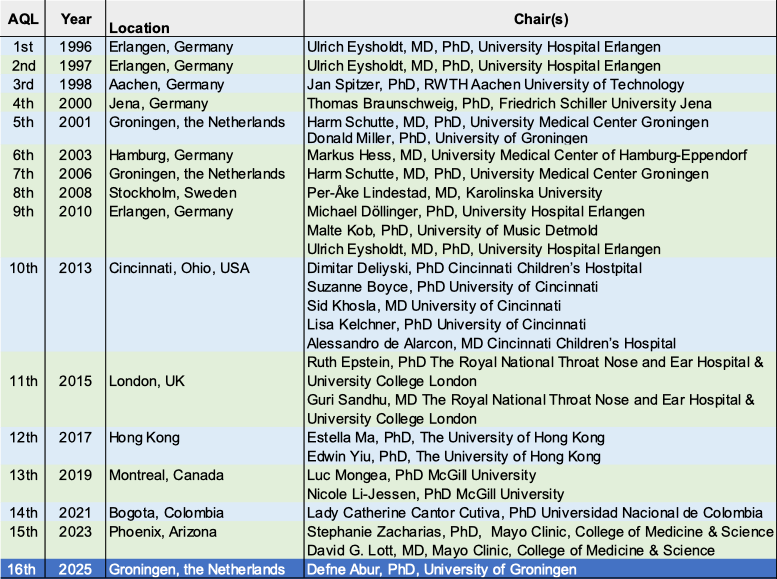 AQL Year Location Chair(s)
1st 1996 Erlangen, Germany Ulrich Eysholdt, MD, PhD, University Hospital Erlangen
2nd 1997 Erlangen, Germany Ulrich Eysholdt, MD, PhD, University Hospital Erlangen
3rd 1998 Aachen, Germany Jan Spitzer, PhD, RWTH Aachen University of Technology
4th 2000 Jena, Germany Thomas Braunschweig, PhD, Friedrich Schiller University Jena
5th 2001 Groningen, the Netherlands Harm Schutte, MD, PhD, University Medical Center Groningen
Donald Miller, PhD, University of Groningen
6th 2003 Hamburg, Germany Markus Hess, MD, University Medical Center of Hamburg-Eppendorf
7th 2006 Groningen, the Netherlands Harm Schutte, MD, PhD, University Medical Center Groningen
8th 2008 Stockholm, Sweden Per-Åke Lindestad, MD, Karolinska University
9th 2010 Erlangen, Germany Michael Döllinger, PhD, University Hospital Erlangen
Malte Kob, PhD, University of Music Detmold
Ulrich Eysholdt, MD, PhD, University Hospital Erlangen
10th 2013 Cincinnati, Ohio, USA Dimitar Deliyski, PhD Cincinnati Children's Hostpital
Suzanne Boyce, PhD University of Cincinnati
Sid Khosla, MD University of Cincinnati
Lisa Kelchner, PhD University of Cincinnati
Alessandro de Alarcon, MD Cincinnati Children's Hospital
Ruth Epstein, PhD The Royal National Throat Nose and Ear Hospital &
11th 2015 London, UK University College London
Guri Sandhu, MD The Royal National Throat Nose and Ear Hospital &
University College London
12th 2017 Hong Kong Estella Ma, PhD, The University of Hong Kong
Edwin Yiu, PhD, The University of Hong Kong
13th 2019 Montreal, Canada Luc Mongea, PhD McGill University
Nicole Li-Jessen, PhD McGill University
14th 2021 Bogota, Colombia Lady Catherine Cantor Cutiva, PhD Universidad Nacional de Colombia
15th 2023 Phoenix, Arizona Stephanie Zacharias, PhD, Mayo Clinic, College of Medicine & Science
David G. Lott, MD, Mayo Clinic, College of Medicine & Science
16th 2025 Groningen, the Netherlands Defne Abur, PhD, University of Groningen